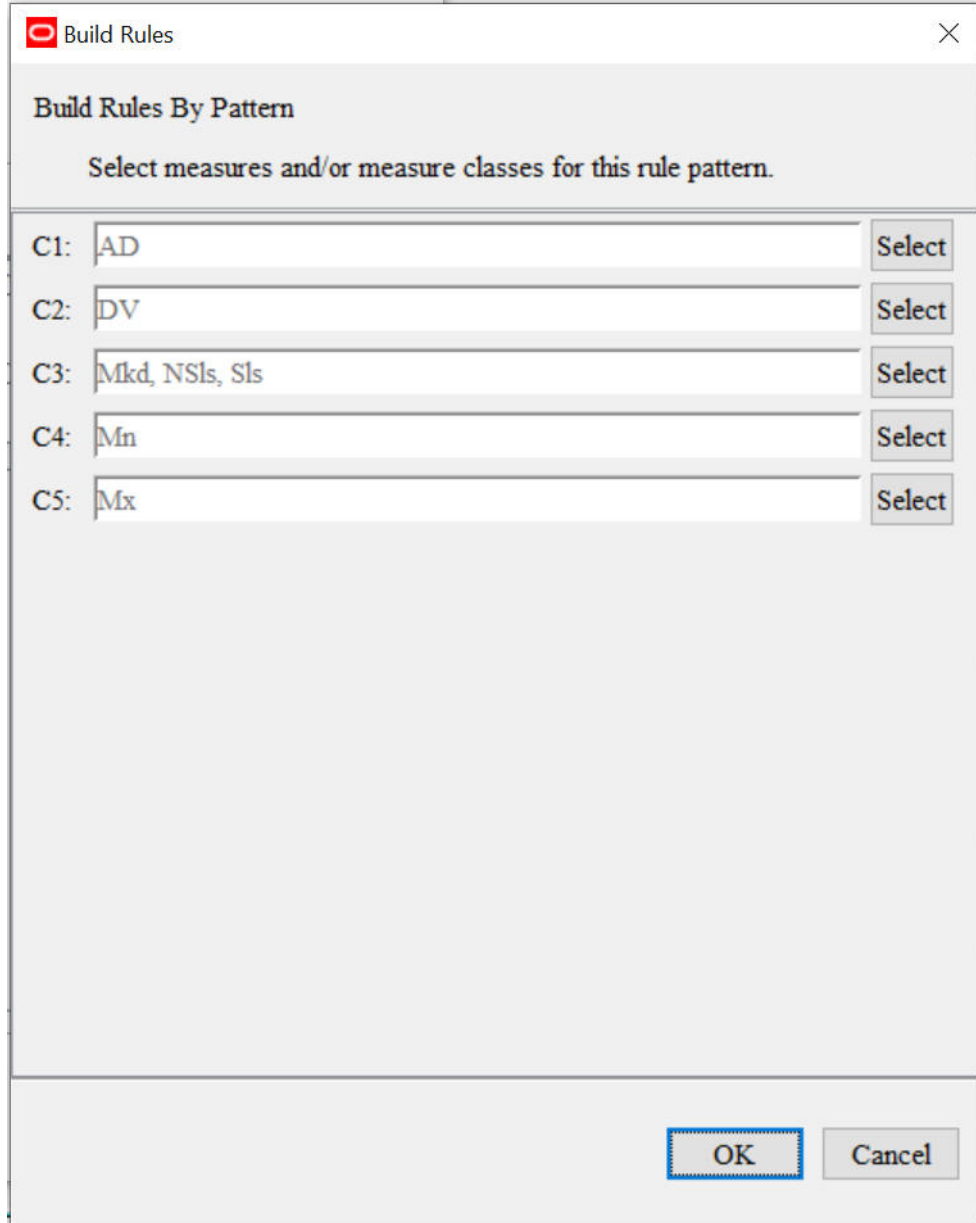 Build Rules
Build Rules By Pattern
Select measures and/or measure classes for this rule pattern.
C1: AD Select
C2: DV Select
C3: Mkd, NSls, Sls Select
C4: Mn Select
C5: Mx Select
OK Cancel